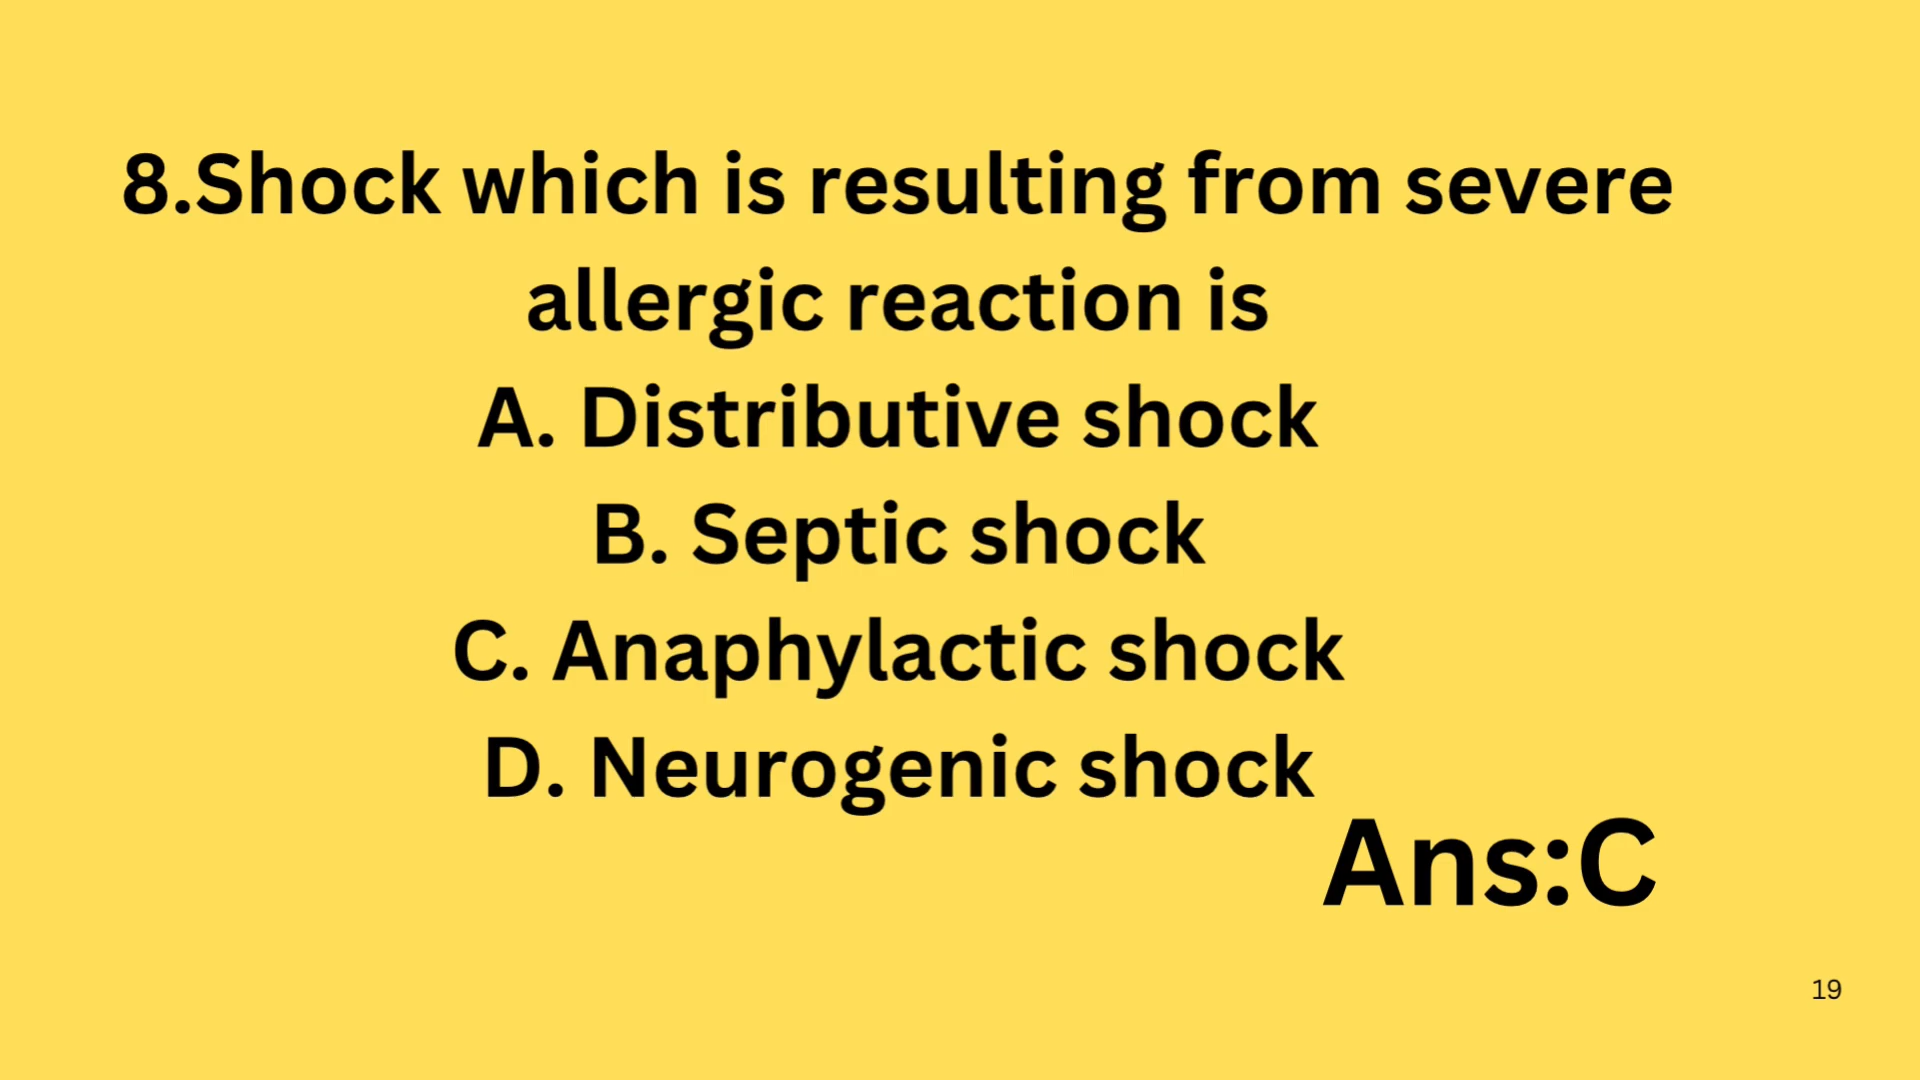 8.Shock which is resulting from severe
allergic reaction is
A. Distributive shock
B. Septic shock
C. Anaphylactic shock
D. Neurogenic shock
Ans:C
19